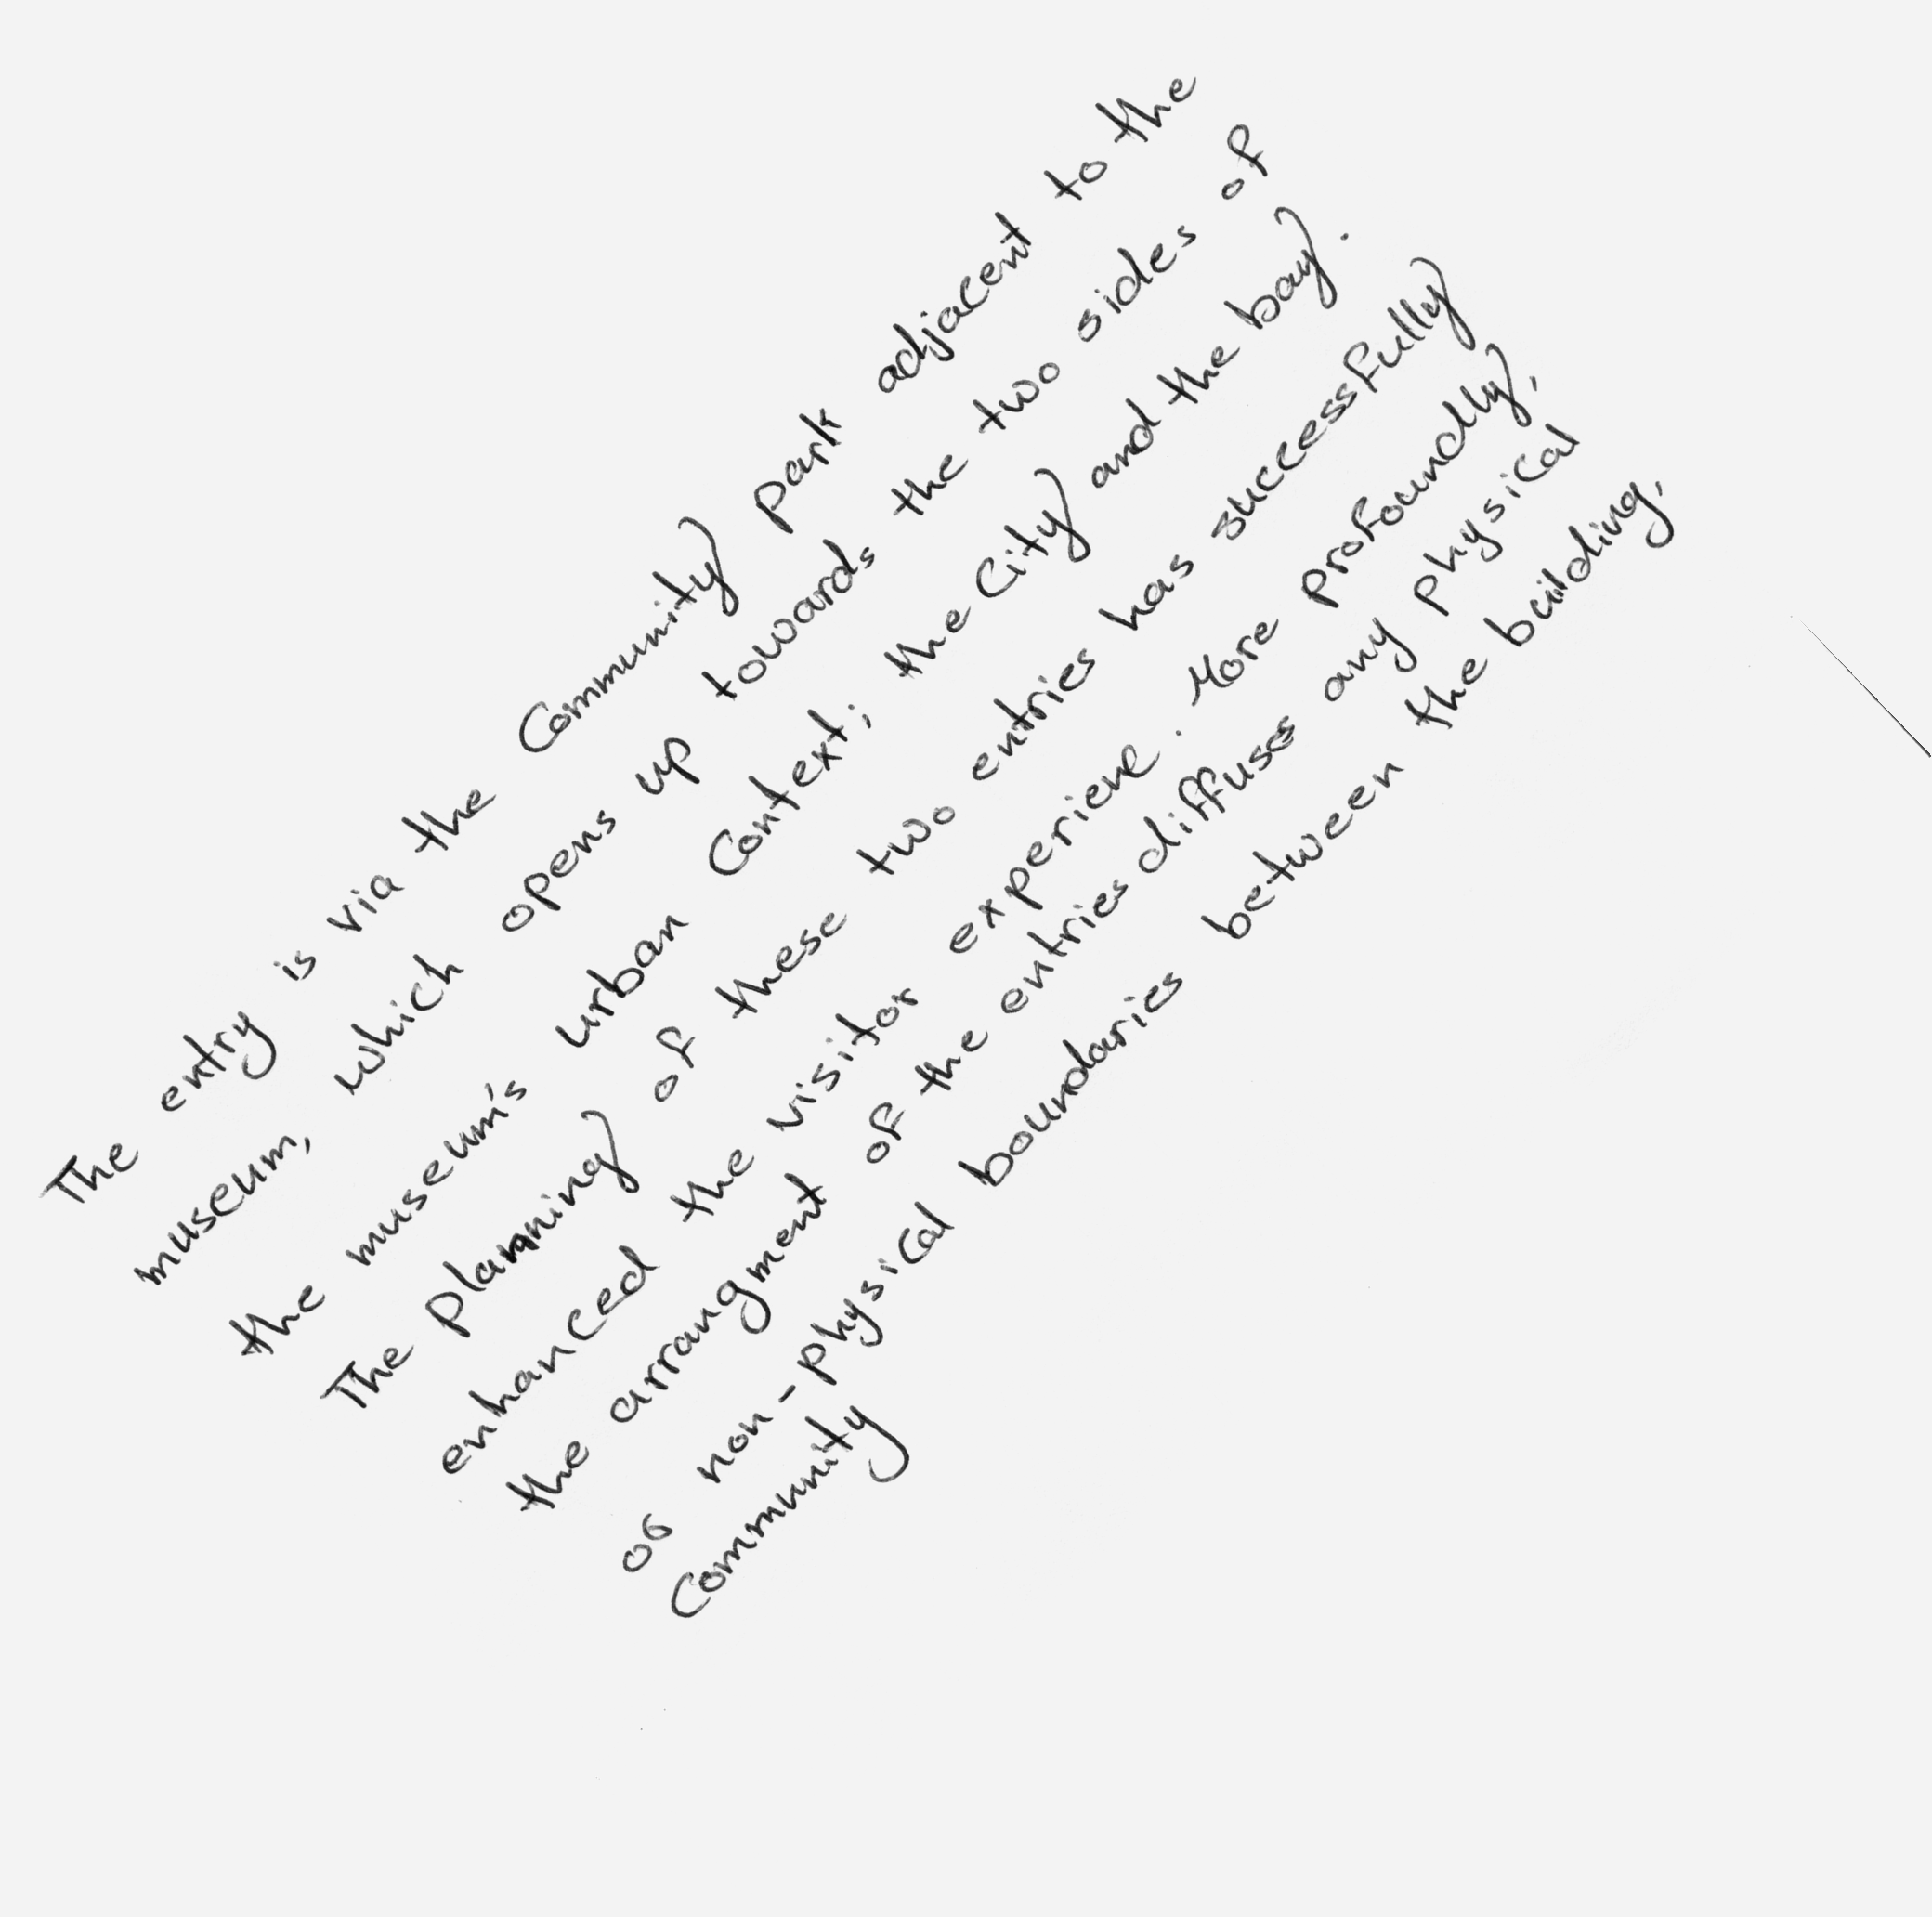 The entry is via the Community park adjacent to the
museum, which opens up towards the two sides of
the museum's urban Context; the City and the bay.
The planning of these two entries has successfully
enhanced the visitor experience. More profoundly,
the arrangment of the entries diffuses any physical
or non-physical boundaries between the building,
Community